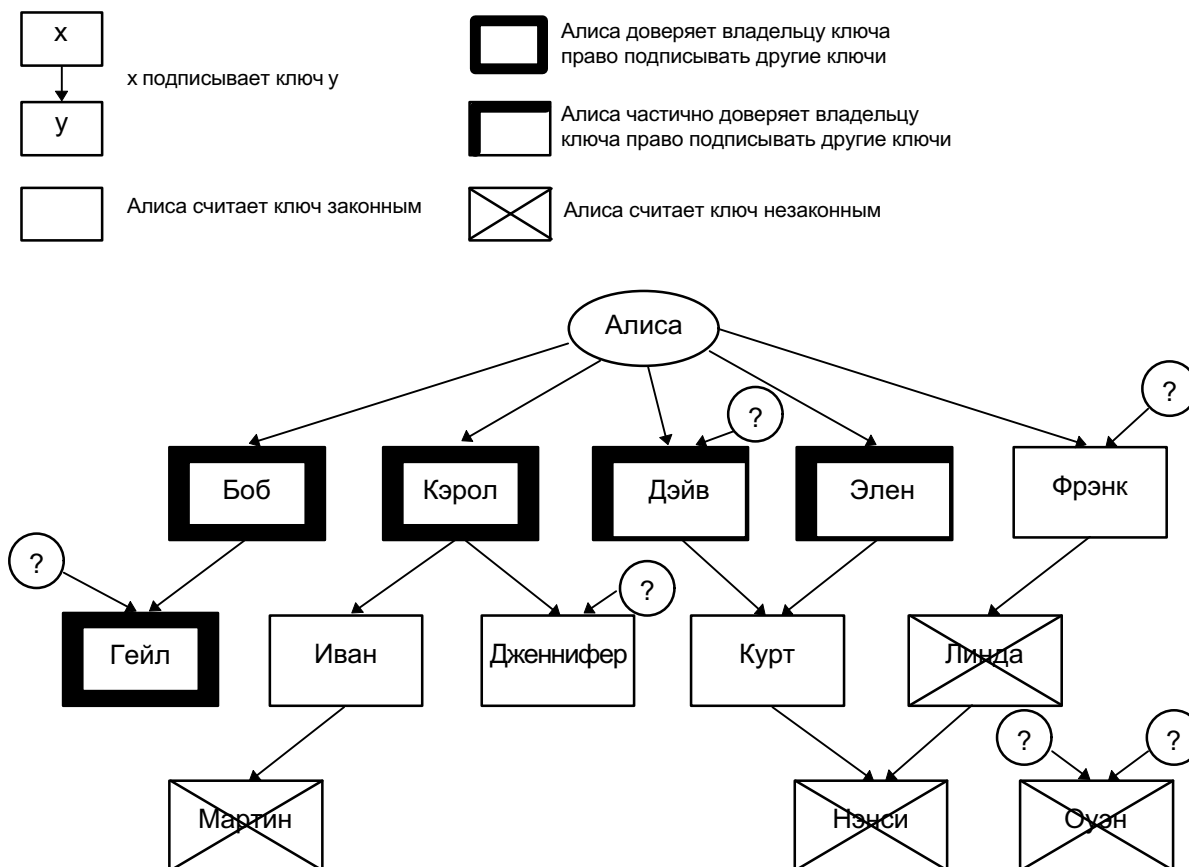 x
x подписывает ключ y
y
Алиса считает ключ законным
Алиса доверяет владельцу ключа
право подписывать другие ключи
Алиса частично доверяет владельцу
ключа право подписывать другие ключи
Алиса считает ключ незаконным
Алиса
?
?
Боб
Кэрол
Дэйв
Элен
Фрэнк
?
?
Гейл
Иван
Дженнифер
Курт
Линда
?
?
Мартин
Нэнси
Оуэн